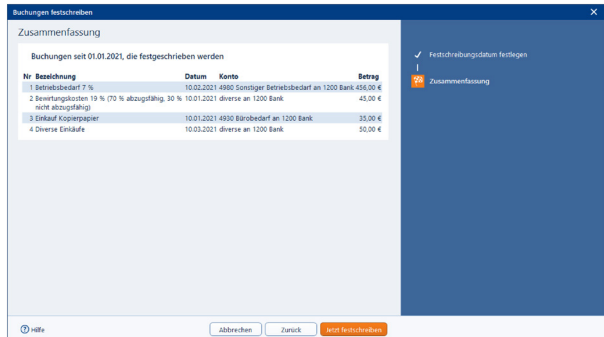 Buchungen festschreiben
Zusammenfassung
Buchungen seit 01.01.2021, die festgeschrieben werden
Nr Bezeichnung Datum Konto Betrag
1 Betriebsbedarf 7 % 10.02.2021 4980 Sonstiger Betriebsbedarf an 1200 Bank 456,00 €
2 Bewirtungskosten 19 % (70 % abzugsfähig, 30 % 10.01.2021 diverse an 1200 Bank 45,00 €
nicht abzugsfähig)
3 Einkauf Kopierpapier 10.01.2021 4930 Bürobedarf an 1200 Bank 35,00 €
4 Diverse Einkäufe 10.03.2021 diverse an 1200 Bank 50,00 €
Festschreibungsdatum festlegen
Zusammenfassung
Hilfe
Abbrechen
Zurück
Jetzt festschreiben